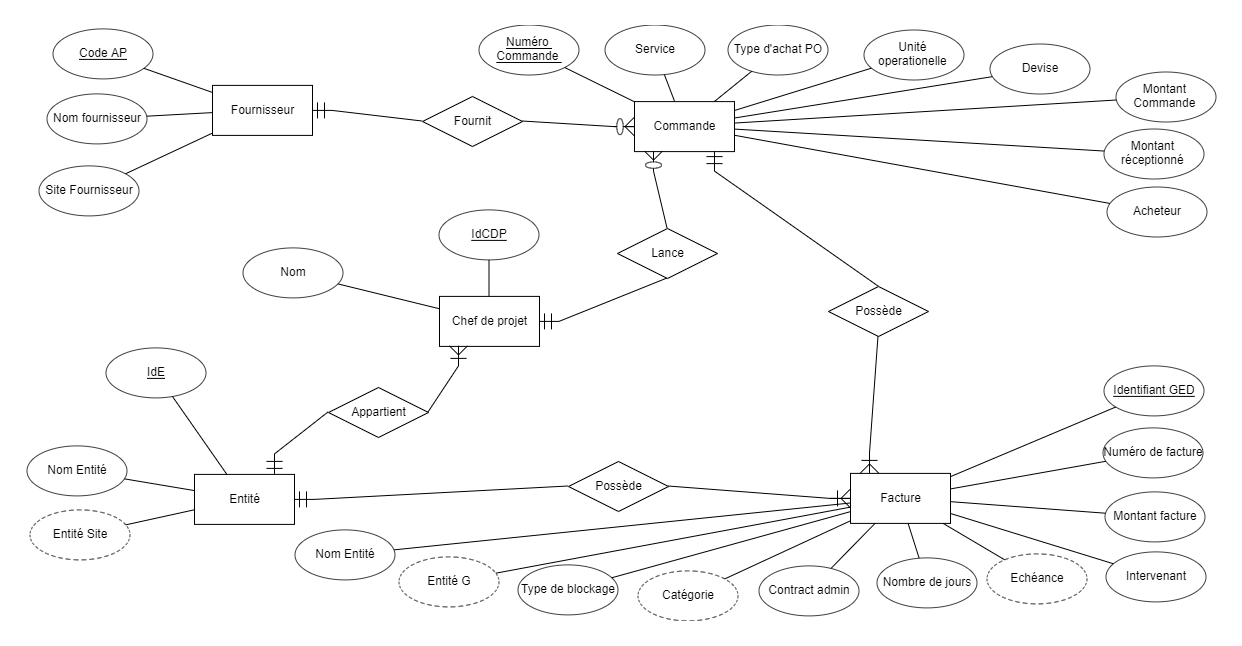 Code AP
Numéro
Commande
Service
Type d'achat PO
Unité
operationelle
Devise
Montant
Commande
Nom fournisseur
Fournisseur
Fournit
Commande
Montant
réceptionné
Site Fournisseur
Acheteur
IdCDP
Nom
Lance
Chef de projet
Possède
IdE
Appartient
Identifiant GED
Numéro de facture
Nom Entité
Entité
Possède
Facture
Montant facture
Entité Site
Nom Entité
Entité G
Type de blockage
Catégorie
Contract admin
Nombre de jours
Echéance
Intervenant